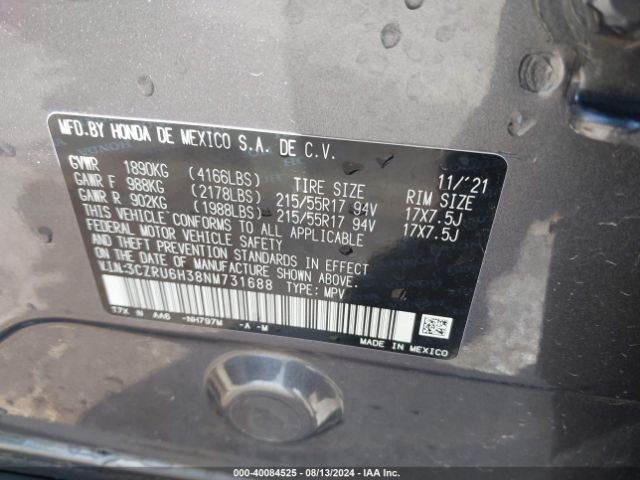 MFD.BY HONDA DE MEXICO S.A. DE C.V.
11/'21
GVWR 1890KG (4166LBS) TIRE SIZE RIM SIZE
GAWR F 988KG (2178LBS) 215/55R17 94V 17X7.5J
GAWR R 902KG (1988LBS) 215/55R17 94V 17X7.5J
THIS VEHICLE CONFORMS TO ALL APPLICABLE
FEDERAL MOTOR VEHICLE SAFETY
AND THEFT PREVENTION STANDARDS IN EFFECT
ON THE DATE OF MANUFACTURE SHOWN ABOVE.
3CZRU6H38NM731688 TYPE: MPV
17X IN AA6 -NH797M -A -M
MADE IN MEXICO
000-40084525 - 08/13/2024 - IAA Inc.